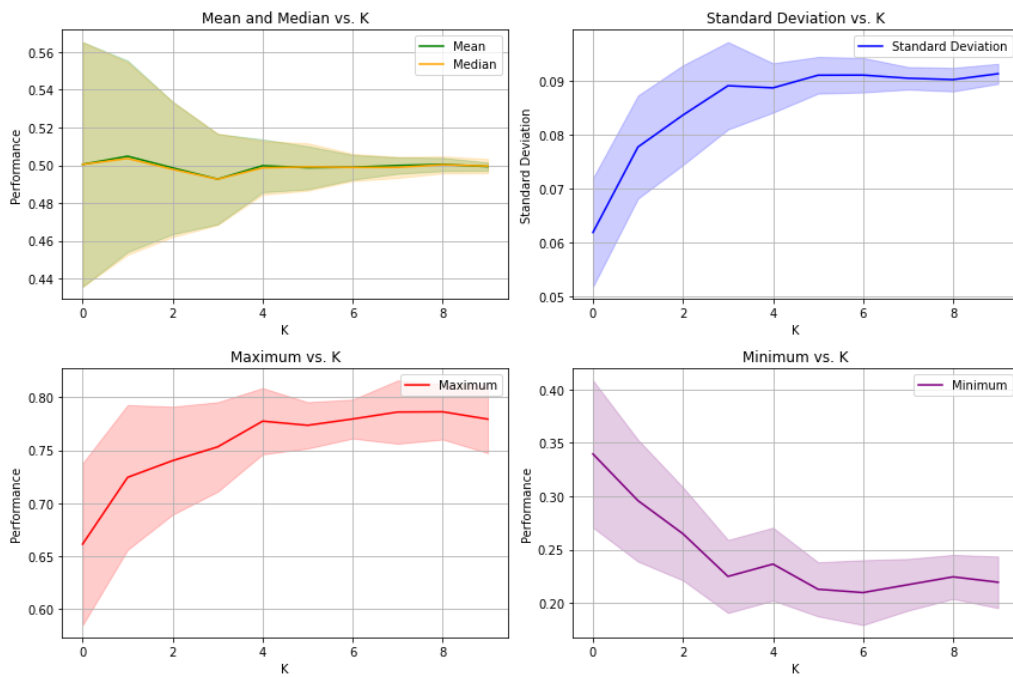 Mean and Median vs. K
Mean
Median
0.56
0.54
0.52
0.50
0.48
0.46
0.44
Performance
0 2 4 6 8
K
Standard Deviation vs. K
Standard Deviation
0.09
0.08
0.07
0.06
0.05
Standard Deviation
0 2 4 6 8
K
Maximum vs. K
Maximum
0.80
0.75
0.70
0.65
0.60
Performance
0 2 4 6 8
K
Minimum vs. K
Minimum
0.40
0.35
0.30
0.25
0.20
Performance
0 2 4 6 8
K